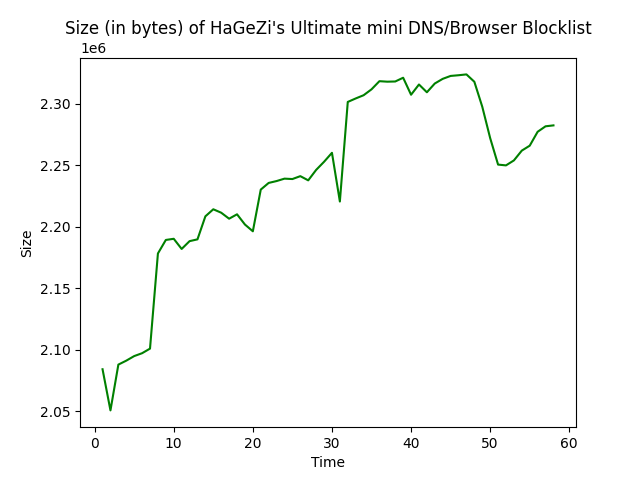 Size (in bytes) of HaGeZi's Ultimate mini DNS/Browser Blocklist
1e6
2.30
2.25
2.20
2.15
2.10
2.05
Size
0 10 20 30 40 50 60
Time